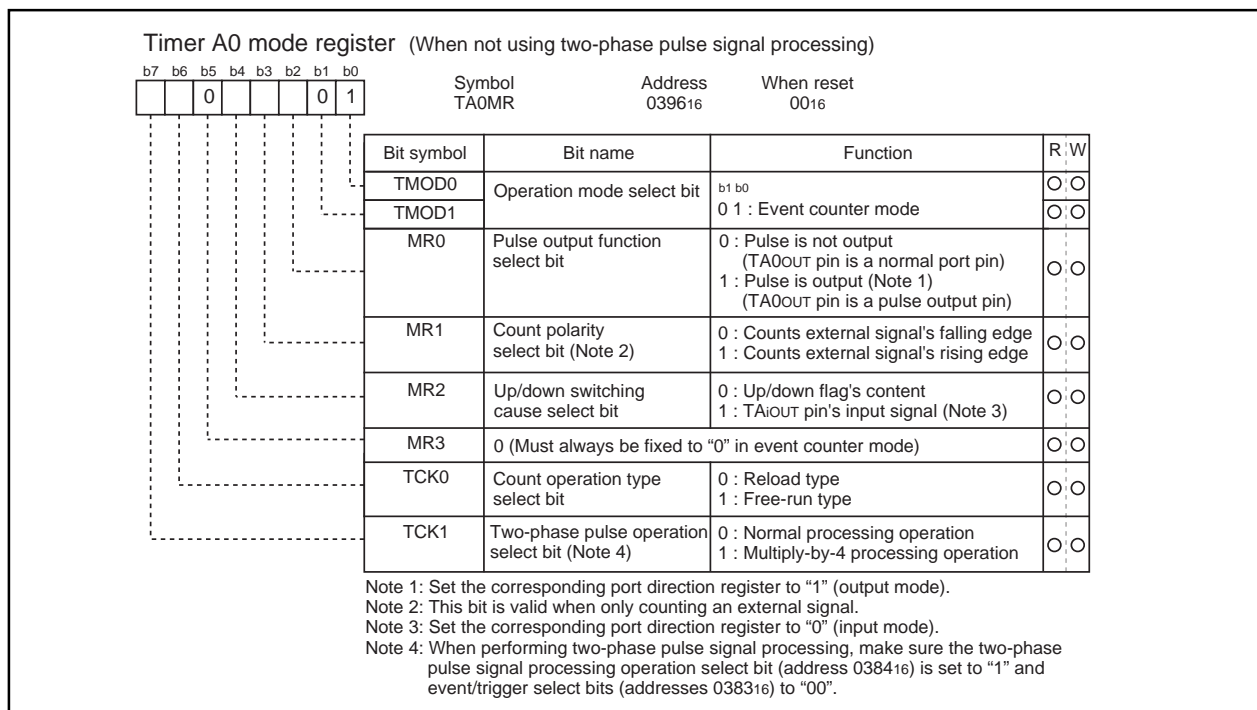 Timer A0 mode register (When not using two-phase pulse signal processing)
b7 b6 b5 b4 b3 b2 b1 b0
0 0 1
Symbol Address When reset
TA0MR 039616 0016
Bit symbol Bit name Function R W
TMOD0 Operation mode select bit b1 b0
TMOD1 0 1 : Event counter mode
MR0 Pulse output function 0 : Pulse is not output
select bit (TA0OUT pin is a normal port pin)
1 : Pulse is output (Note 1)
(TA0OUT pin is a pulse output pin)
MR1 Count polarity 0 : Counts external signal's falling edge
select bit (Note 2) 1 : Counts external signal's rising edge
MR2 Up/down switching 0 : Up/down flag's content
cause select bit 1 : TAiOUT pin's input signal (Note 3)
MR3 0 (Must always be fixed to “0” in event counter mode)
TCK0 Count operation type 0 : Reload type
select bit 1 : Free-run type
TCK1 Two-phase pulse operation 0 : Normal processing operation
select bit (Note 4) 1 : Multiply-by-4 processing operation
Note 1: Set the corresponding port direction register to “1” (output mode).
Note 2: This bit is valid when only counting an external signal.
Note 3: Set the corresponding port direction register to “0” (input mode).
Note 4: When performing two-phase pulse signal processing, make sure the two-phase
pulse signal processing operation select bit (address 038416) is set to “1” and
event/trigger select bits (addresses 038316) to “00”.